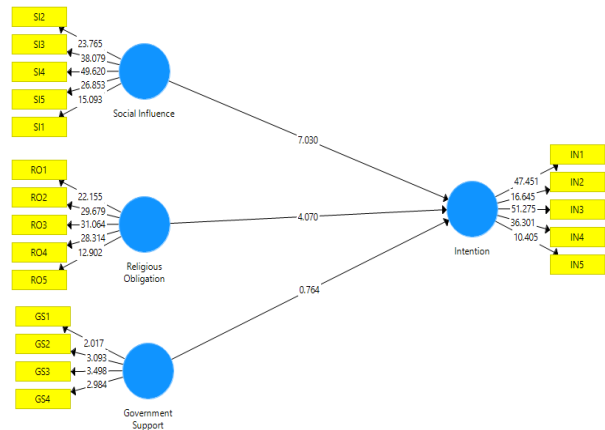 SI2
23.765
SI3
38.079
SI4
49.620
SI5
26.853
SI1
15.093
Social Influence
7.030
RO1
22.155
RO2
29.679
RO3
31.064
RO4
28.314
RO5
12.902
Religious
Obligation
4.070
GS1
2.017
GS2
3.093
GS3
3.498
GS4
2.984
Government
Support
0.764
Intention
IN1
47.451
IN2
16.645
IN3
51.275
IN4
36.301
IN5
10.405